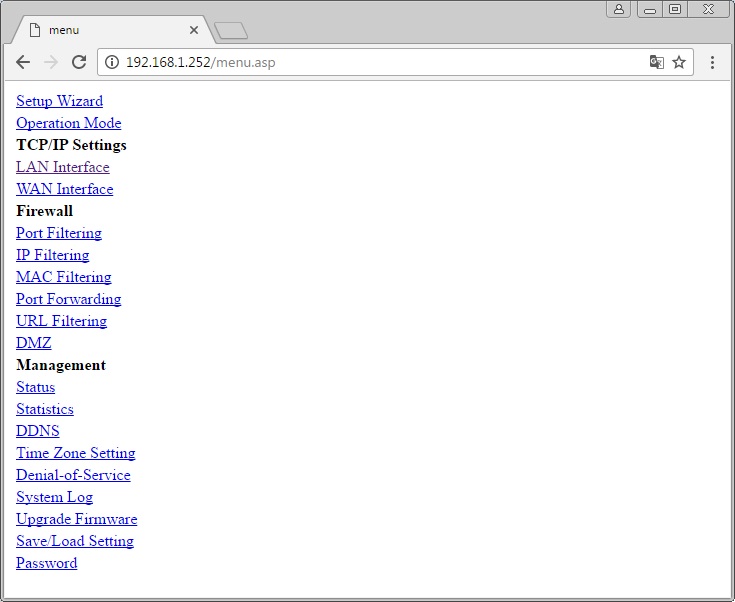 menu
192.168.1.252/menu.asp
Setup Wizard
Operation Mode
TCP/IP Settings
LAN Interface
WAN Interface
Firewall
Port Filtering
IP Filtering
MAC Filtering
Port Forwarding
URL Filtering
DMZ
Management
Status
Statistics
DDNS
Time Zone Setting
Denial-of-Service
System Log
Upgrade Firmware
Save/Load Setting
Password